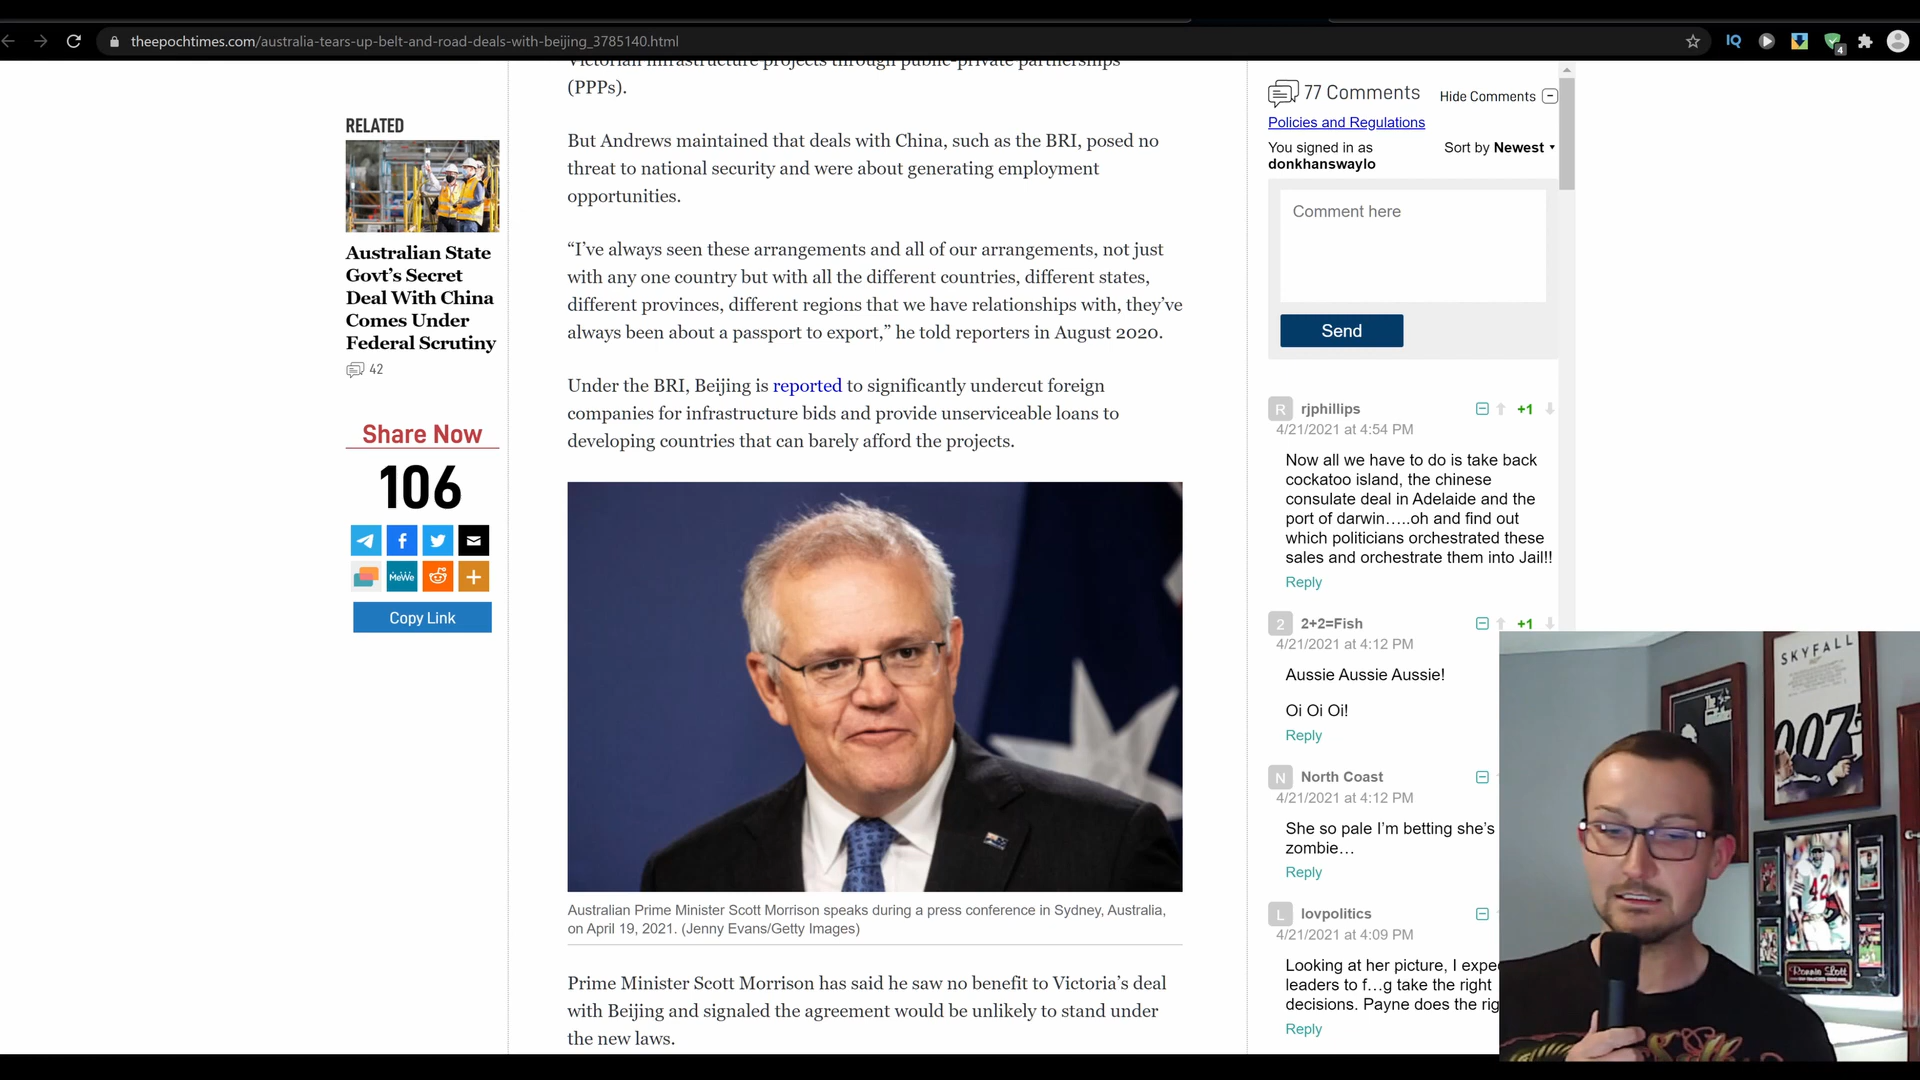 theepochtimes.com/australia-tears-up-belt-and-road-deals-with-beijing_3785140.html
IQ
4
RELATED
Australian State
Govt's Secret
Deal With China
Comes Under
Federal Scrutiny
42
Share Now
106
MeWe
Copy Link
Victorian infrastructure projects through public-private partnerships
(PPPs).
But Andrews maintained that deals with China, such as the BRI, posed no
threat to national security and were about generating employment
opportunities.
“I’ve always seen these arrangements and all of our arrangements, not just
with any one country but with all the different countries, different states,
different provinces, different regions that we have relationships with, they’ve
always been about a passport to export,” he told reporters in August 2020.
Under the BRI, Beijing is reported to significantly undercut foreign
companies for infrastructure bids and provide unserviceable loans to
developing countries that can barely afford the projects.
Australian Prime Minister Scott Morrison speaks during a press conference in Sydney, Australia,
on April 19, 2021. (Jenny Evans/Getty Images)
Prime Minister Scott Morrison has said he saw no benefit to Victoria’s deal
with Beijing and signaled the agreement would be unlikely to stand under
the new laws.
77 Comments
Hide Comments
Policies and Regulations
You signed in as
donkhanswaylo
Sort by Newest
Comment here
Send
R rjphillips +1
4/21/2021 at 4:54 PM
Now all we have to do is take back
cockatoo island, the chinese
consulate deal in Adelaide and the
port of darwin…..oh and find out
which politicians orchestrated these
sales and orchestrate them into Jail!!
Reply
2 2+2=Fish +1
4/21/2021 at 4:12 PM
Aussie Aussie Aussie!
Oi Oi Oi!
Reply
N North Coast
4/21/2021 at 4:12 PM
She so pale I’m betting she’s
zombie…
Reply
L lovpolitics
4/21/2021 at 4:09 PM
Looking at her picture, I expe
leaders to f…g take the right
decisions. Payne does the rig
Reply
SKYFALL
007
The
42
Ronnie Lott